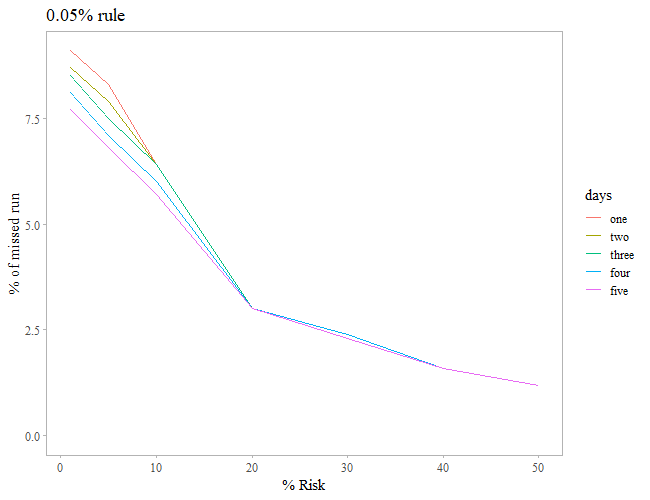 0.05% rule
% of missed run
7.5
5.0
2.5
0.0
0
10
20
30
40
50
% Risk
days
one
two
three
four
five